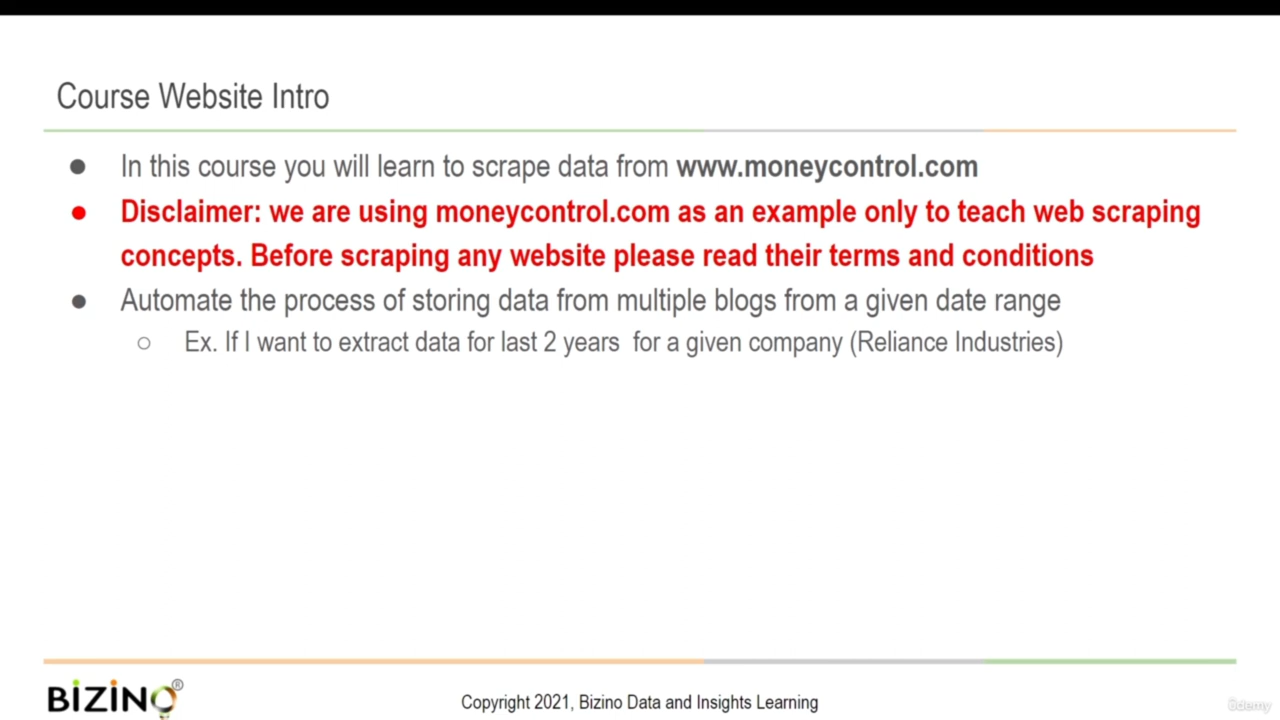 Course Website Intro
● In this course you will learn to scrape data from www.moneycontrol.com
● Disclaimer: we are using moneycontrol.com as an example only to teach web scraping
concepts. Before scraping any website please read their terms and conditions
● Automate the process of storing data from multiple blogs from a given date range
○ Ex. If I want to extract data for last 2 years for a given company (Reliance Industries)
BiZiNO®
Copyright 2021, Bizino Data and Insights Learning
ûdemy